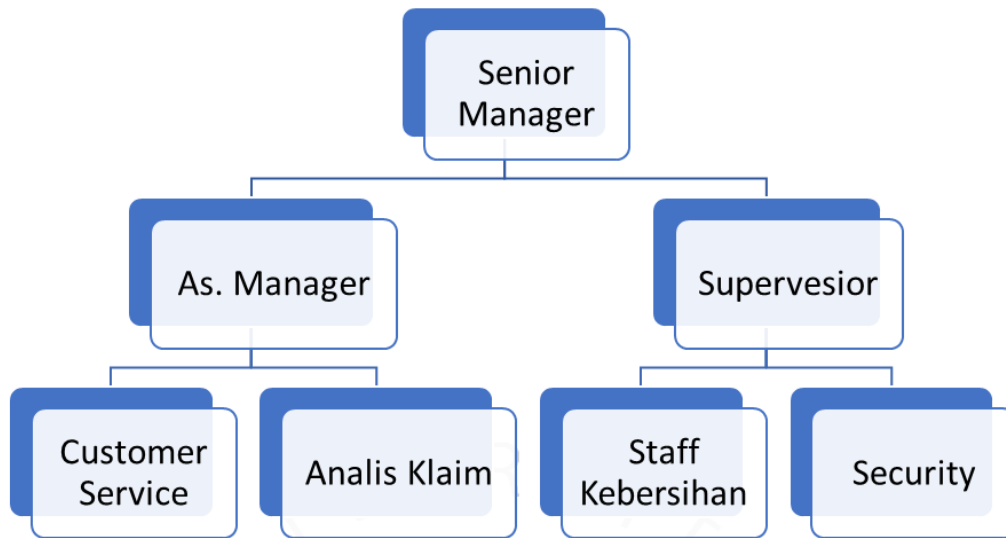 Senior
Manager
As. Manager
Supervesior
Customer
Service
Analis Klaim
Staff
Kebersihan
Security